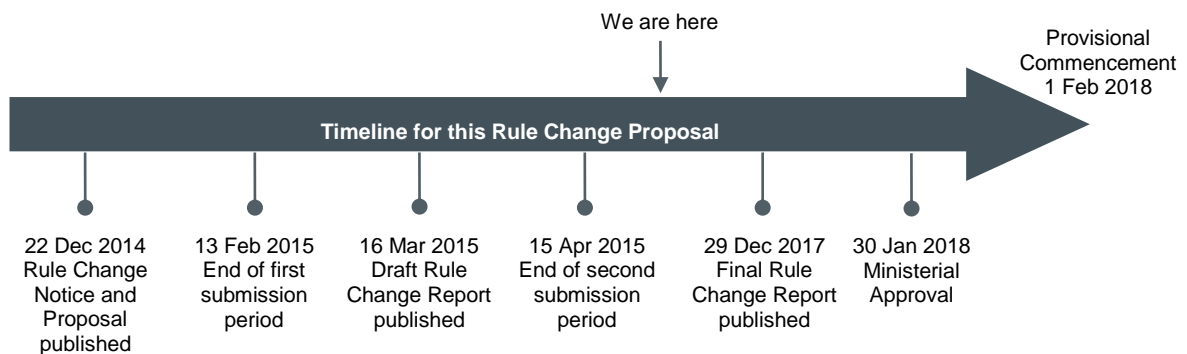 We are here
Provisional
Commencement
1 Feb 2018
Timeline for this Rule Change Proposal
22 Dec 2014
Rule Change
Notice and
Proposal
published
13 Feb 2015
End of first
submission
period
16 Mar 2015
Draft Rule
Change Report
published
15 Apr 2015
End of second
submission
period
29 Dec 2017
Final Rule
Change Report
published
30 Jan 2018
Ministerial
Approval